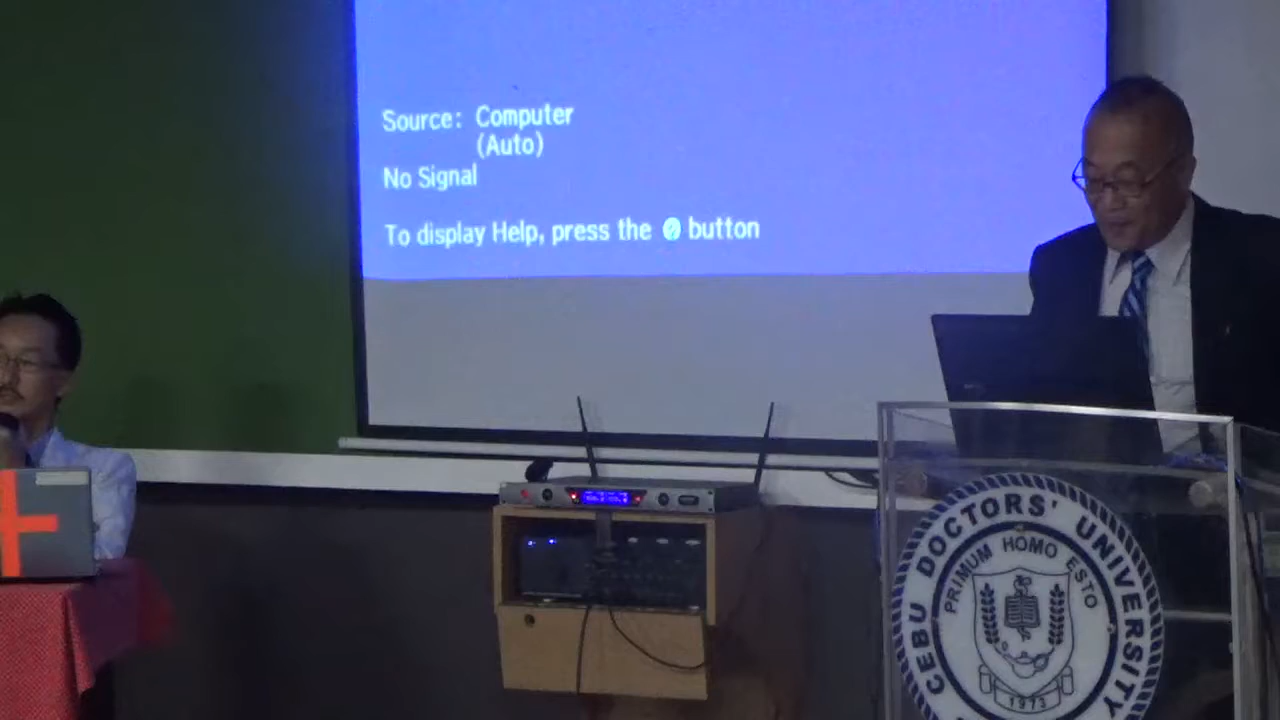 Source: Computer
(Auto)
No Signal
To display Help, press the button
CEBU DOCTORS' UNIVERSITY
PRIMUM HOMO ESTO
1973